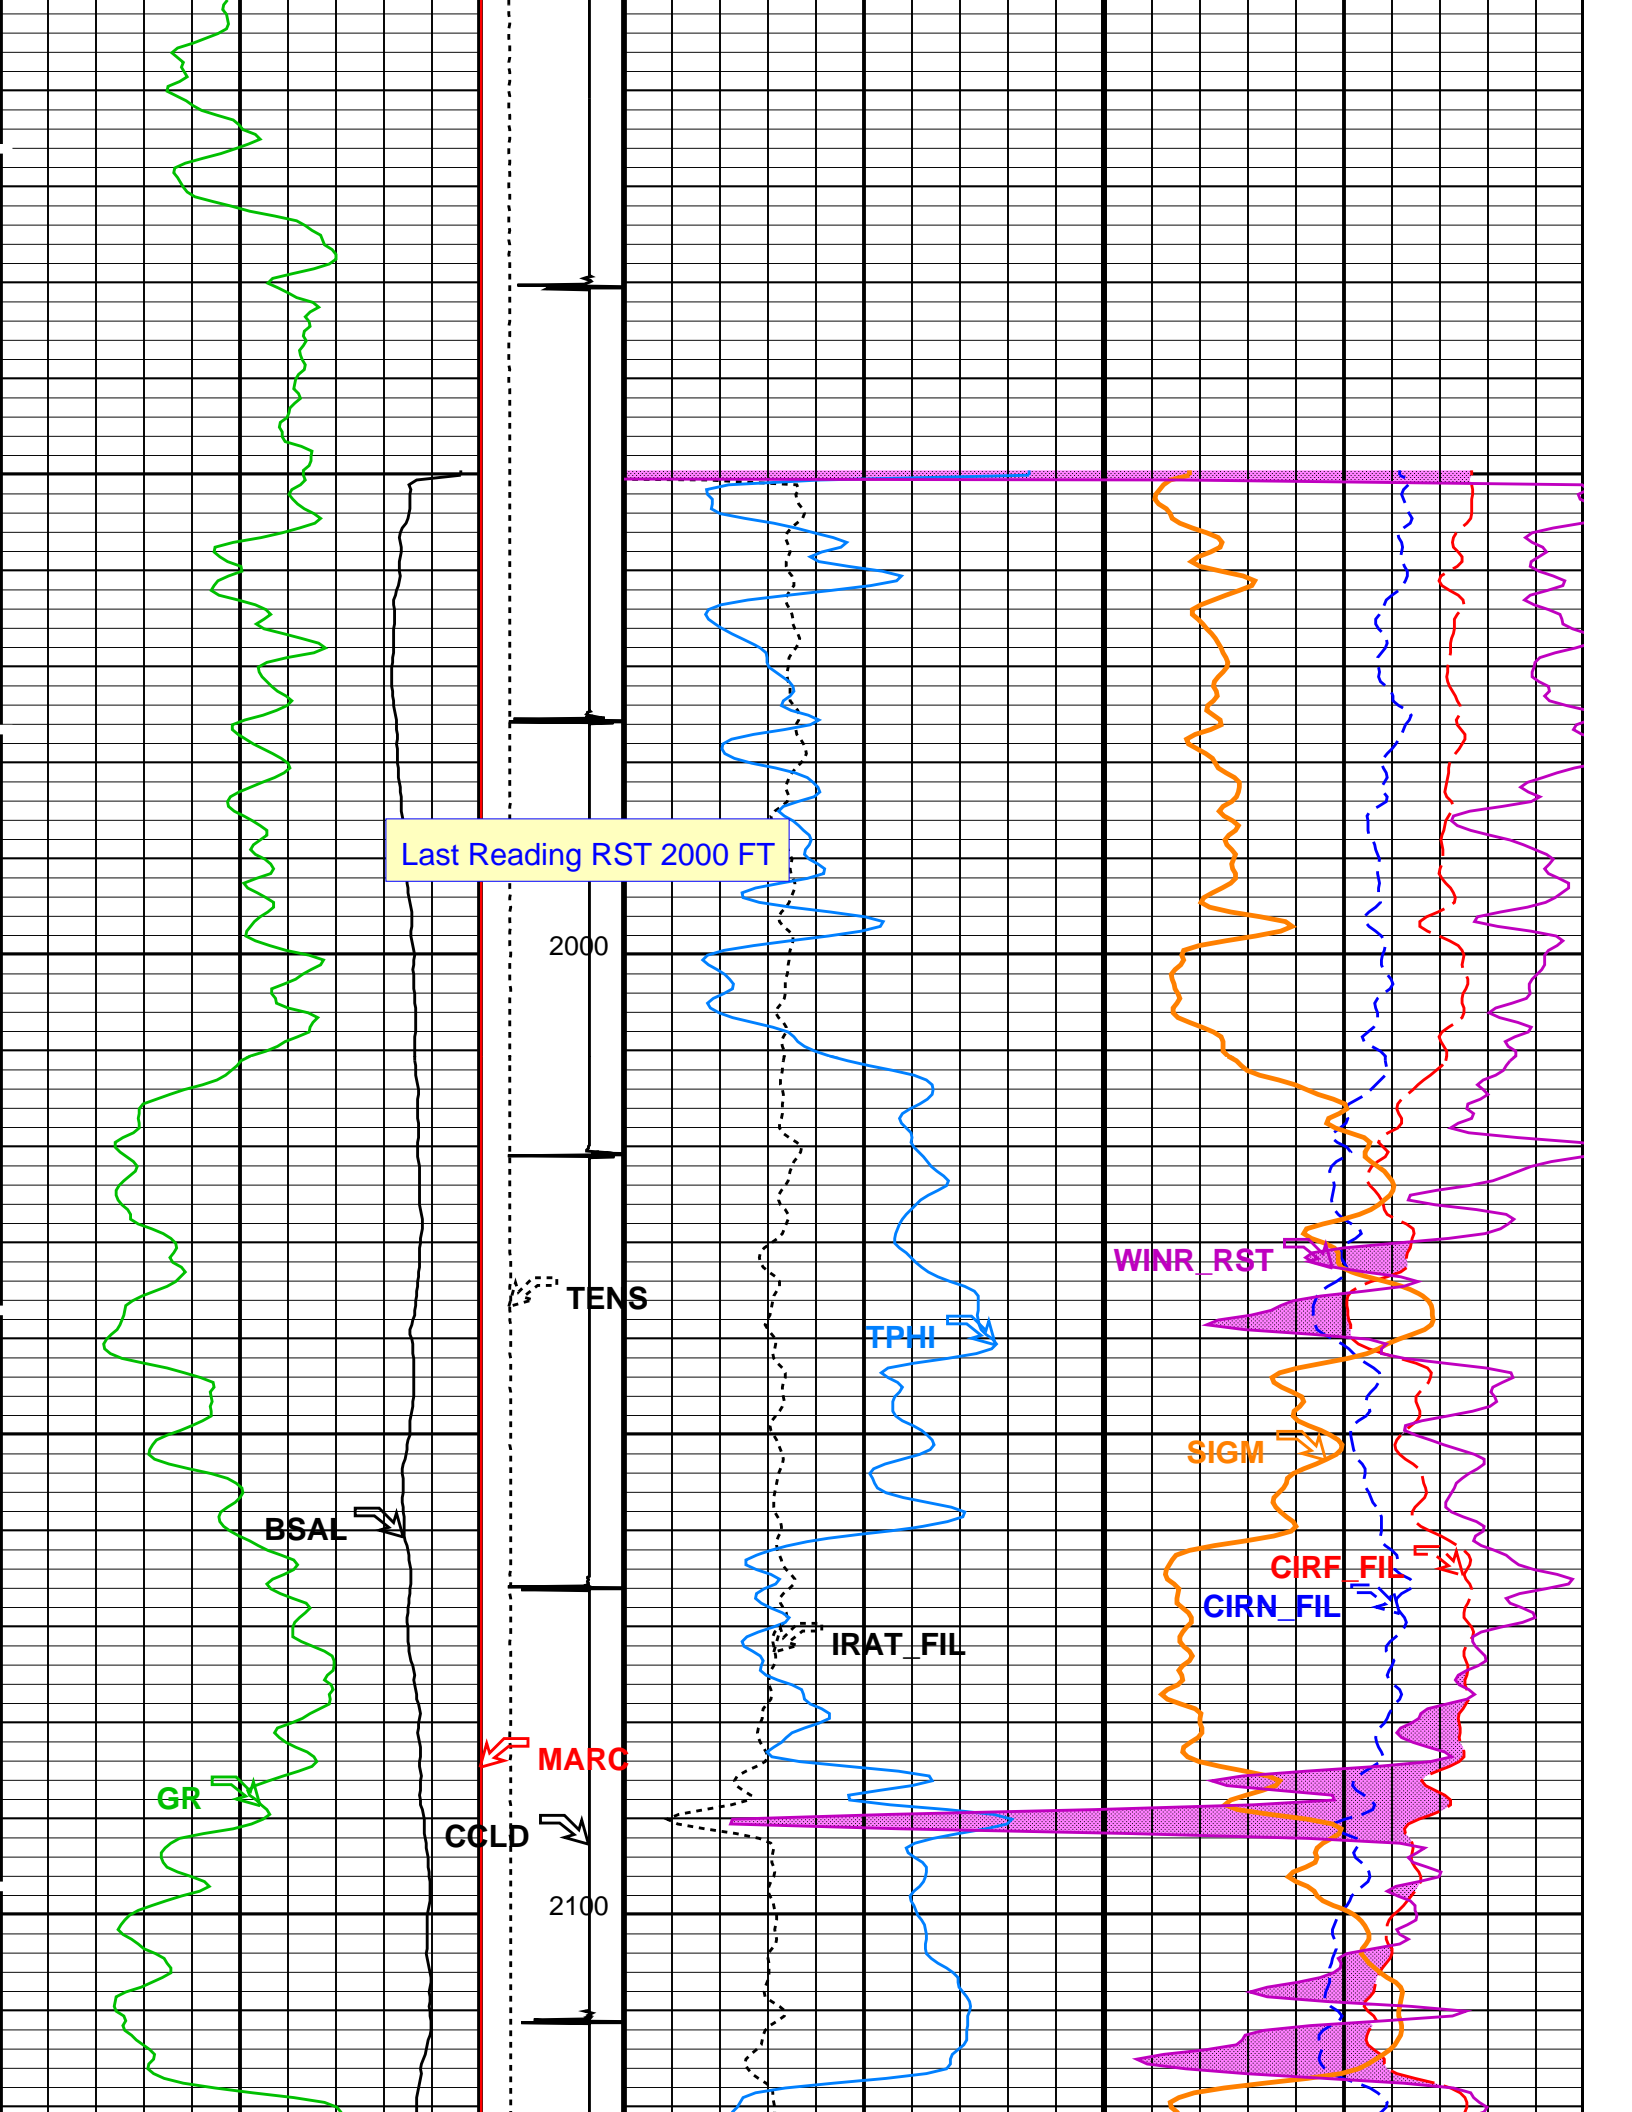 Last Reading RST 2000 FT
2000
WINR_RST
TENS
TPHI
SIGM
BSAL
CIRF_FIL
CIRN_FIL
IRAT_FIL
MARC
GR
CCLD
2100